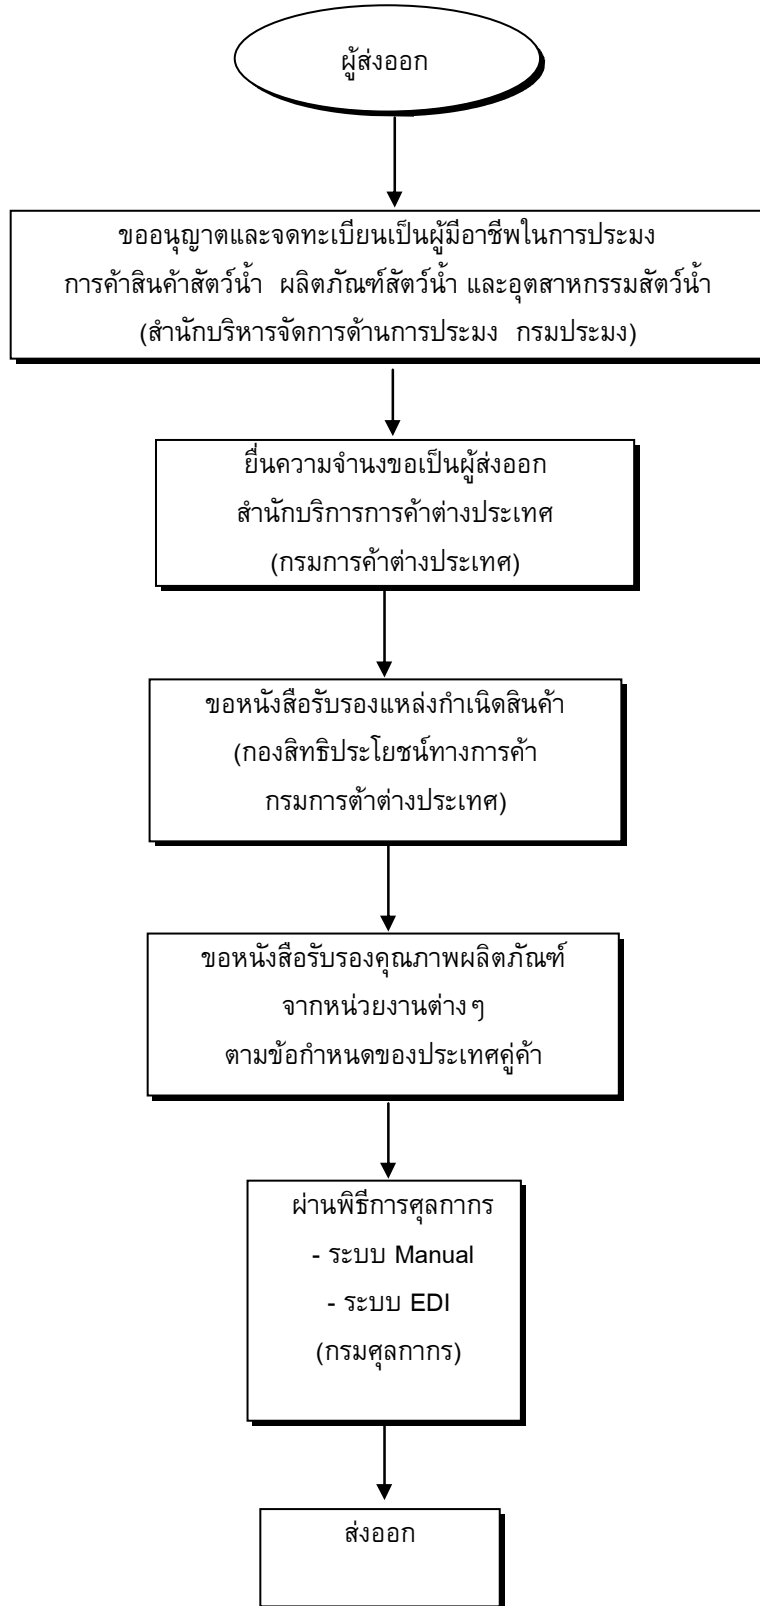 ผู้ส่งออก
ขออนุญาตและจดทะเบียนเป็นผู้มีอาชีพในการประมง
การค้าสินค้าสัตว์น้ำ ผลิตภัณฑ์สัตว์น้ำ และอุตสาหกรรมสัตว์น้ำ
(สำนักบริหารจัดการด้านการประมง กรมประมง)
ยื่นความจำนงขอเป็นผู้ส่งออก
สำนักบริการการค้าต่างประเทศ
(กรมการค้าต่างประเทศ)
ขอหนังสือรับรองแหล่งกำเนิดสินค้า
(กองสิทธิประโยชน์ทางการค้า
กรมการต้าต่างประเทศ)
ขอหนังสือรับรองคุณภาพผลิตภัณฑ์
จากหน่วยงานต่างๆ
ตามข้อกำหนดของประเทศคู่ค้า
ผ่านพิธีการศุลกากร
- ระบบ Manual
- ระบบ EDI
(กรมศุลกากร)
ส่งออก